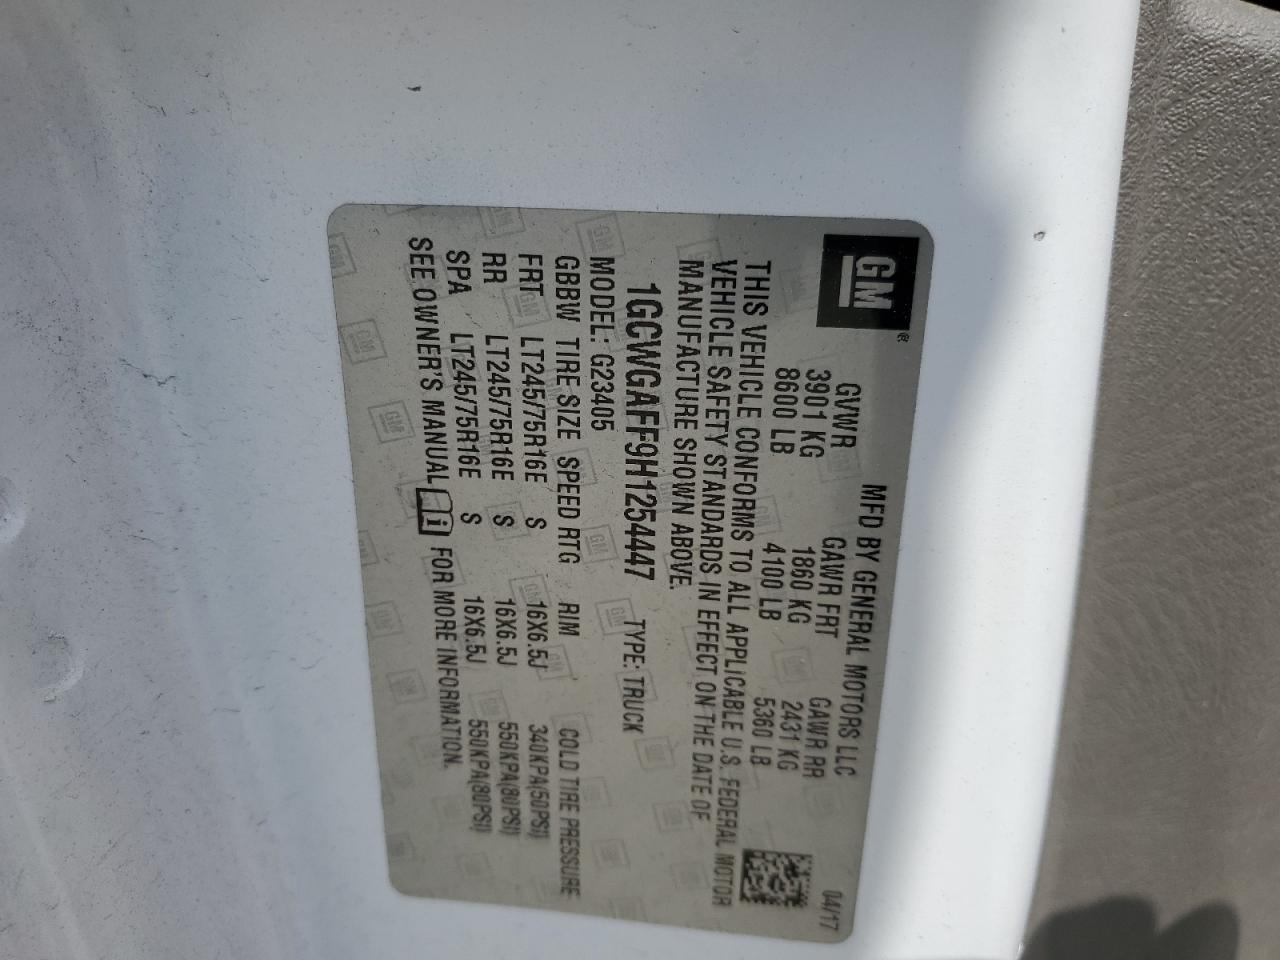 GM ®
MFD BY GENERAL MOTORS LLC 04/17
GVWR GAWR FRT GAWR RR
3901 KG 1860 KG 2431 KG
8600 LB 4100 LB 5360 LB
THIS VEHICLE CONFORMS TO ALL APPLICABLE U.S. FEDERAL MOTOR
VEHICLE SAFETY STANDARDS IN EFFECT ON THE DATE OF
MANUFACTURE SHOWN ABOVE.
1GCWGAFF9H1254447 TYPE: TRUCK
MODEL: G23405
GBBW TIRE SIZE SPEED RTG RIM COLD TIRE PRESSURE
FRT LT245/75R16E S 16X6.5J 340KPA(50PSI)
RR LT245/75R16E S 16X6.5J 550KPA(80PSI)
SPA LT245/75R16E S 16X6.5J 550KPA(80PSI)
SEE OWNER'S MANUAL i FOR MORE INFORMATION.